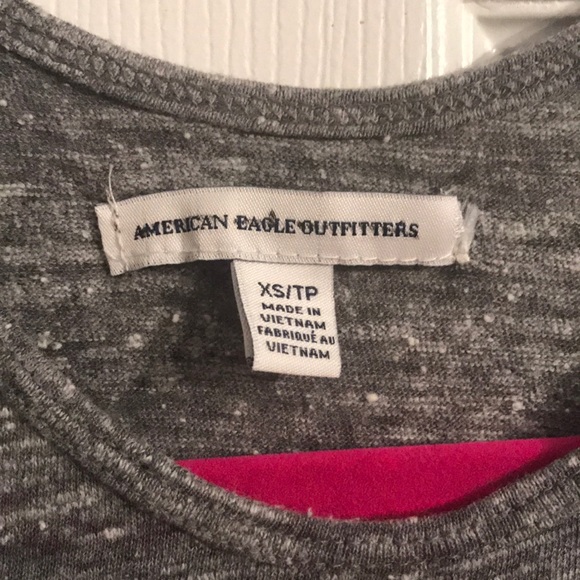 AMERICAN EAGLE OUTFITTERS
XS/TP
MADE IN
VIETNAM
FABRIQUÉ AU
VIETNAM